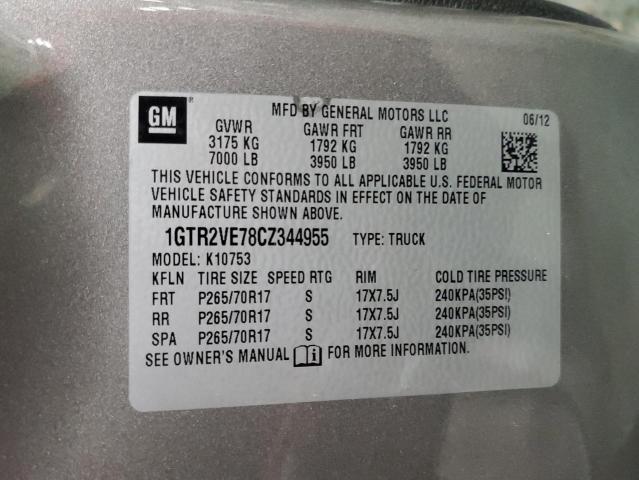 GM ®
MFD BY GENERAL MOTORS LLC 06/12
GVWR GAWR FRT GAWR RR
3175 KG 1792 KG 1792 KG
7000 LB 3950 LB 3950 LB
THIS VEHICLE CONFORMS TO ALL APPLICABLE U.S. FEDERAL MOTOR
VEHICLE SAFETY STANDARDS IN EFFECT ON THE DATE OF
MANUFACTURE SHOWN ABOVE.
1GTR2VE78CZ344955 TYPE: TRUCK
MODEL: K10753
KFLN TIRE SIZE SPEED RTG RIM COLD TIRE PRESSURE
FRT P265/70R17 S 17X7.5J 240KPA(35PSI)
RR P265/70R17 S 17X7.5J 240KPA(35PSI)
SPA P265/70R17 S 17X7.5J 240KPA(35PSI)
SEE OWNER'S MANUAL i FOR MORE INFORMATION.